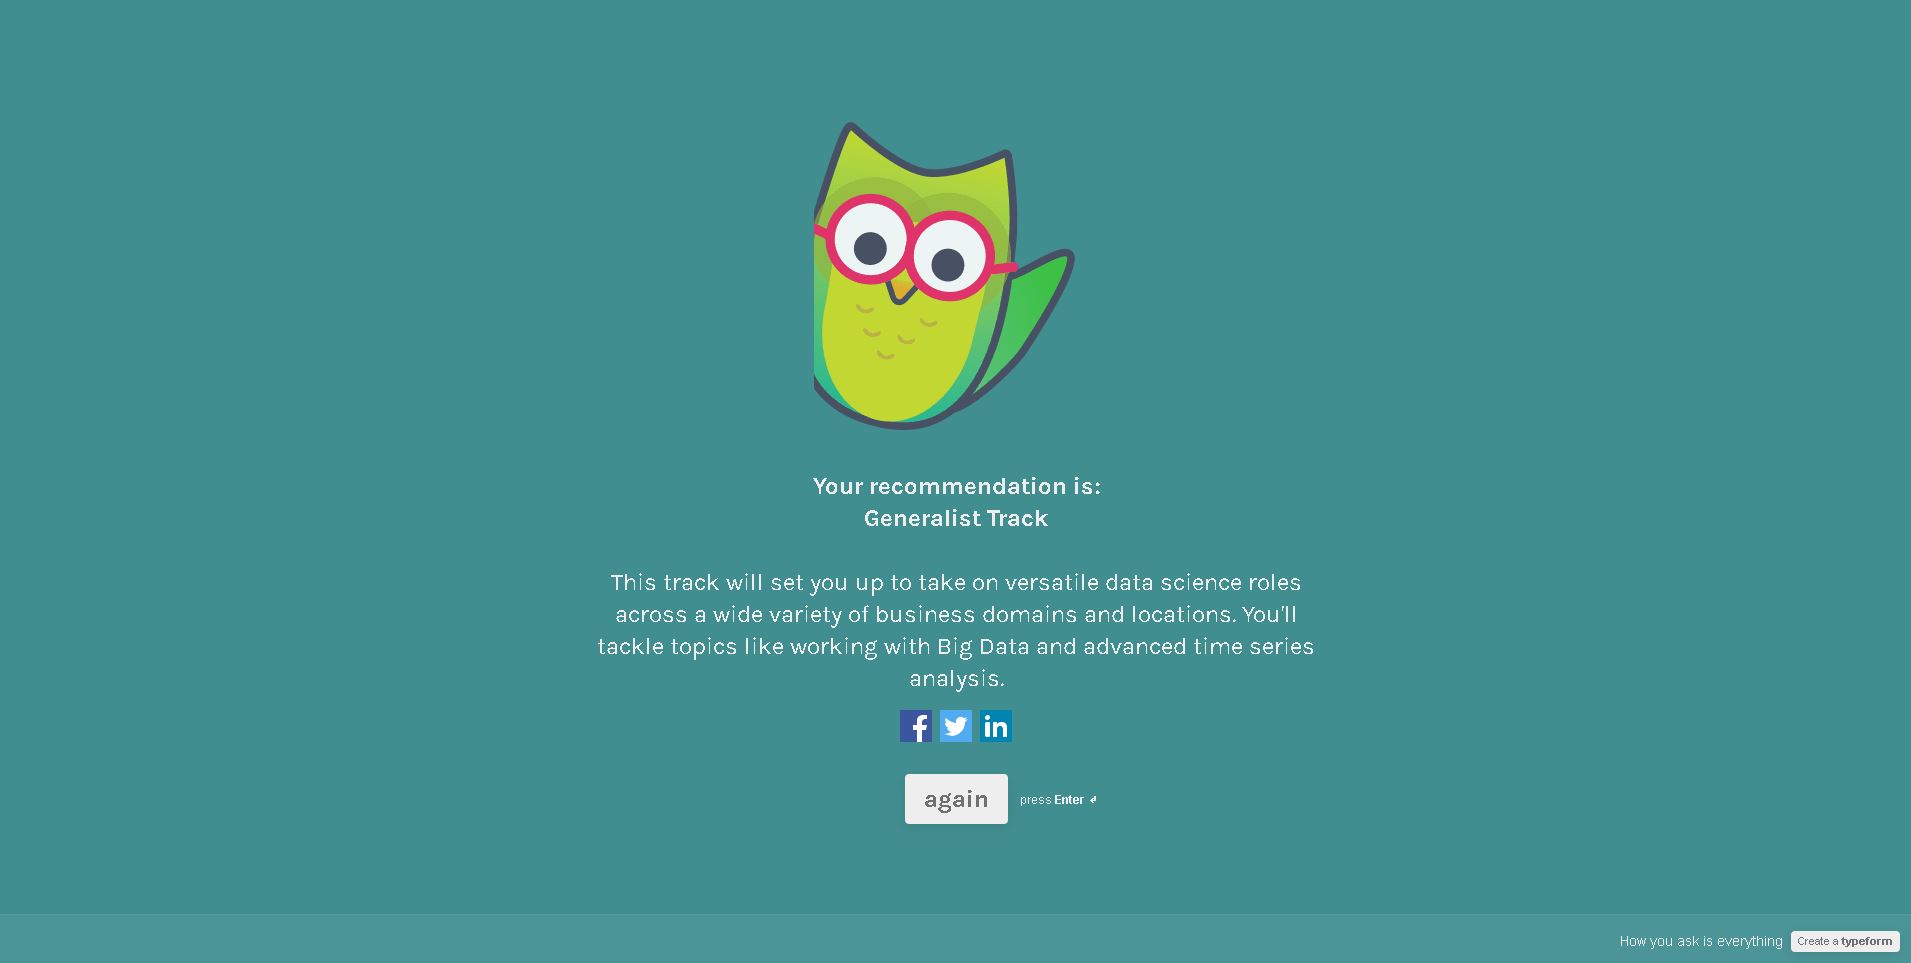 Your recommendation is:
Generalist Track
This track will set you up to take on versatile data science roles
across a wide variety of business domains and locations. You'll
tackle topics like working with Big Data and advanced time series
analysis.
f in
again press Enter
How you ask is everything Create a typeform